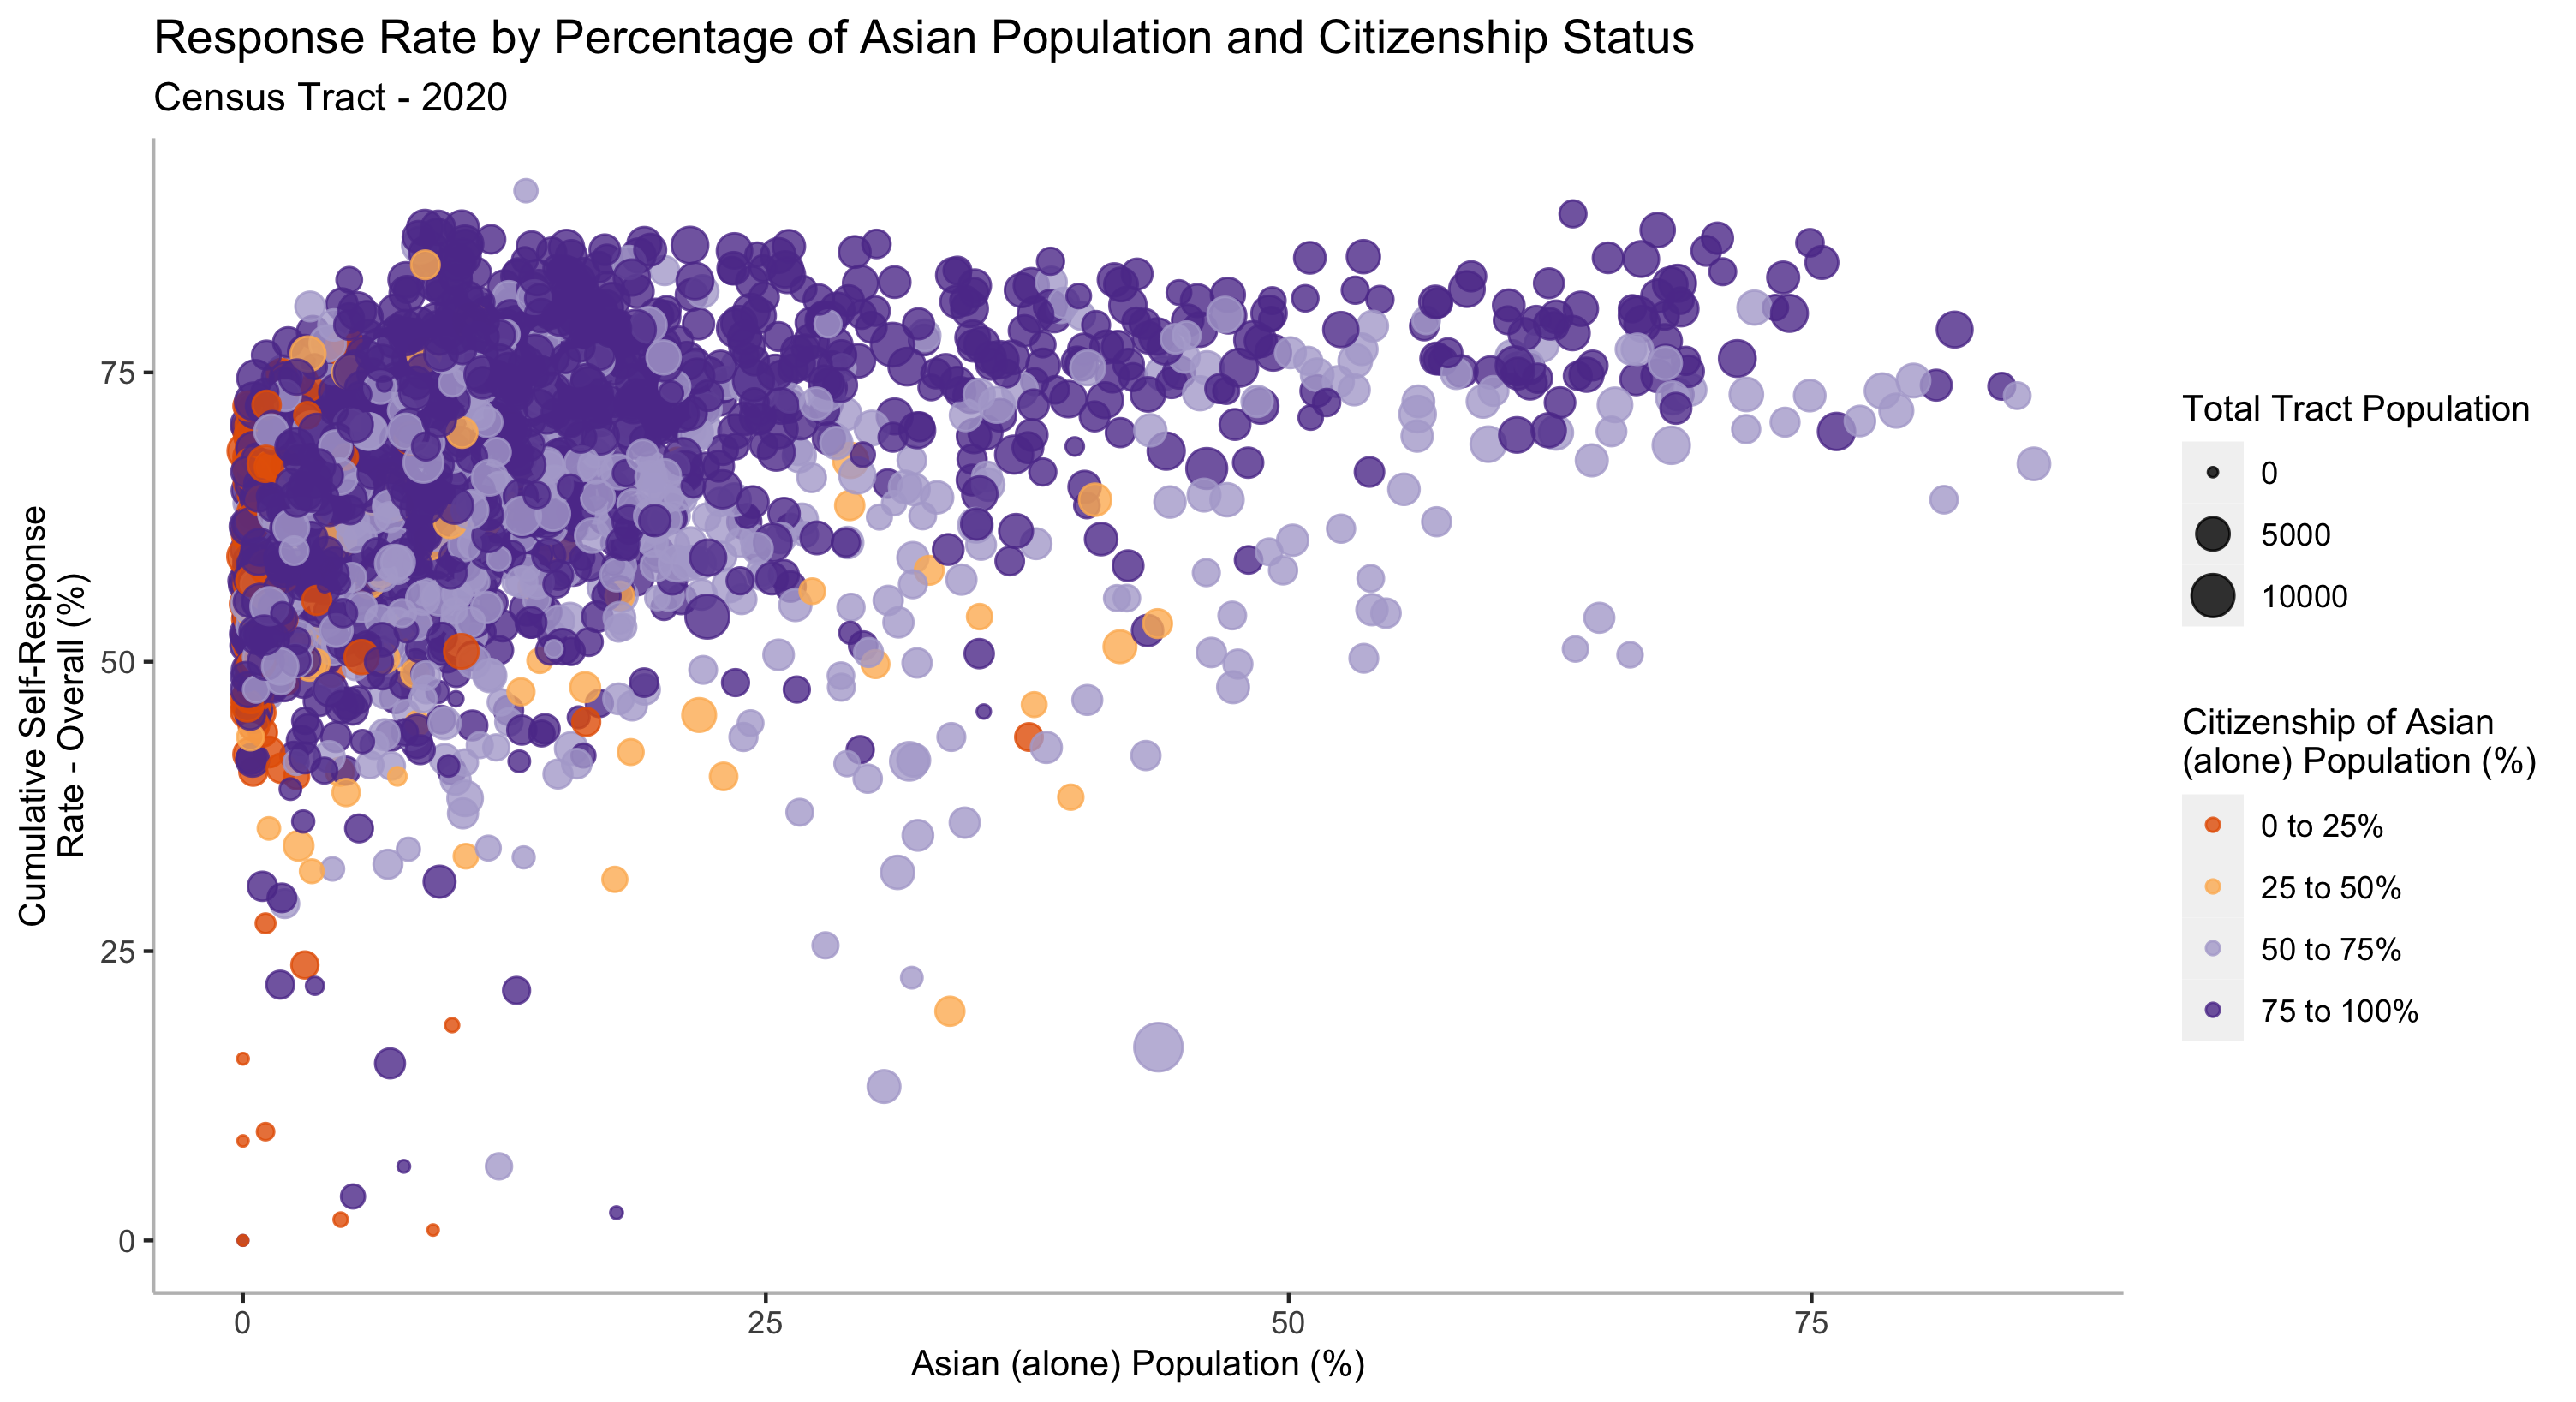 Response Rate by Percentage of Asian Population and Citizenship Status
Census Tract - 2020
Cumulative Self-Response
Rate - Overall (%)
75
50
25
0
0
25
50
75
Asian (alone) Population (%)
Total Tract Population
0
5000
10000
Citizenship of Asian
(alone) Population (%)
0 to 25%
25 to 50%
50 to 75%
75 to 100%